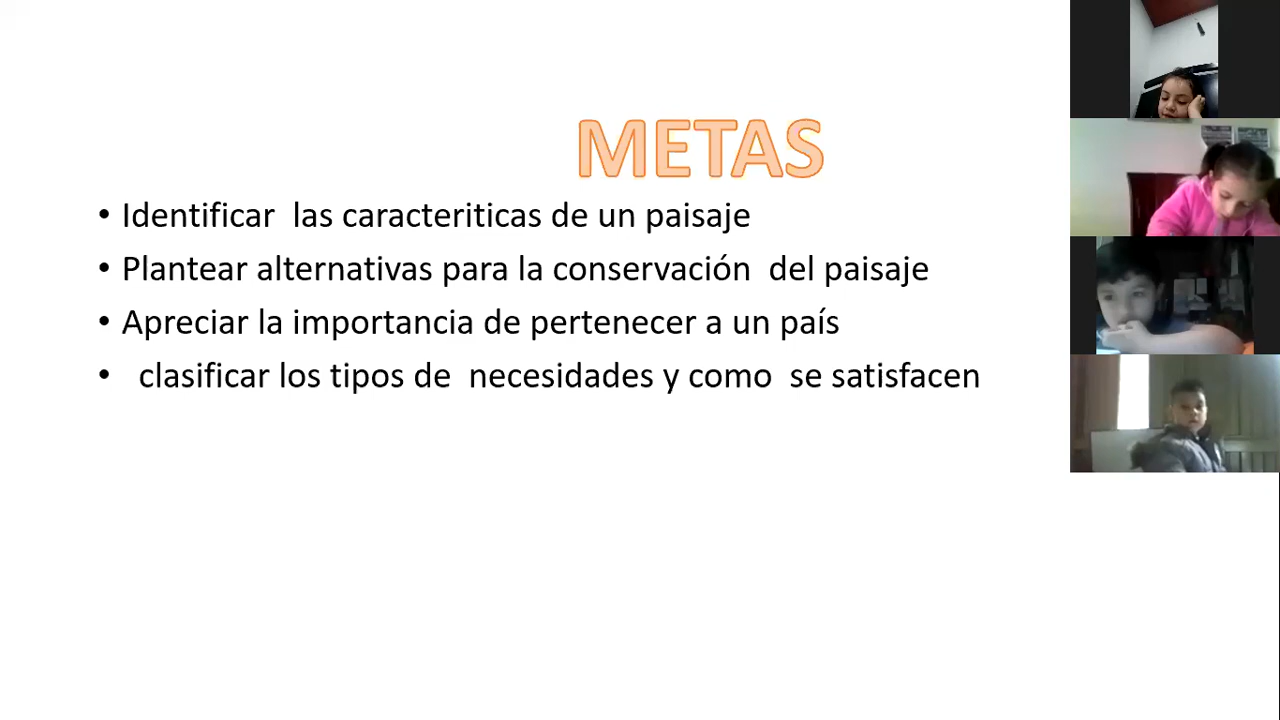 METAS
• Identificar las caracteriticas de un paisaje
• Plantear alternativas para la conservación del paisaje
• Apreciar la importancia de pertenecer a un país
• clasificar los tipos de necesidades y como se satisfacen